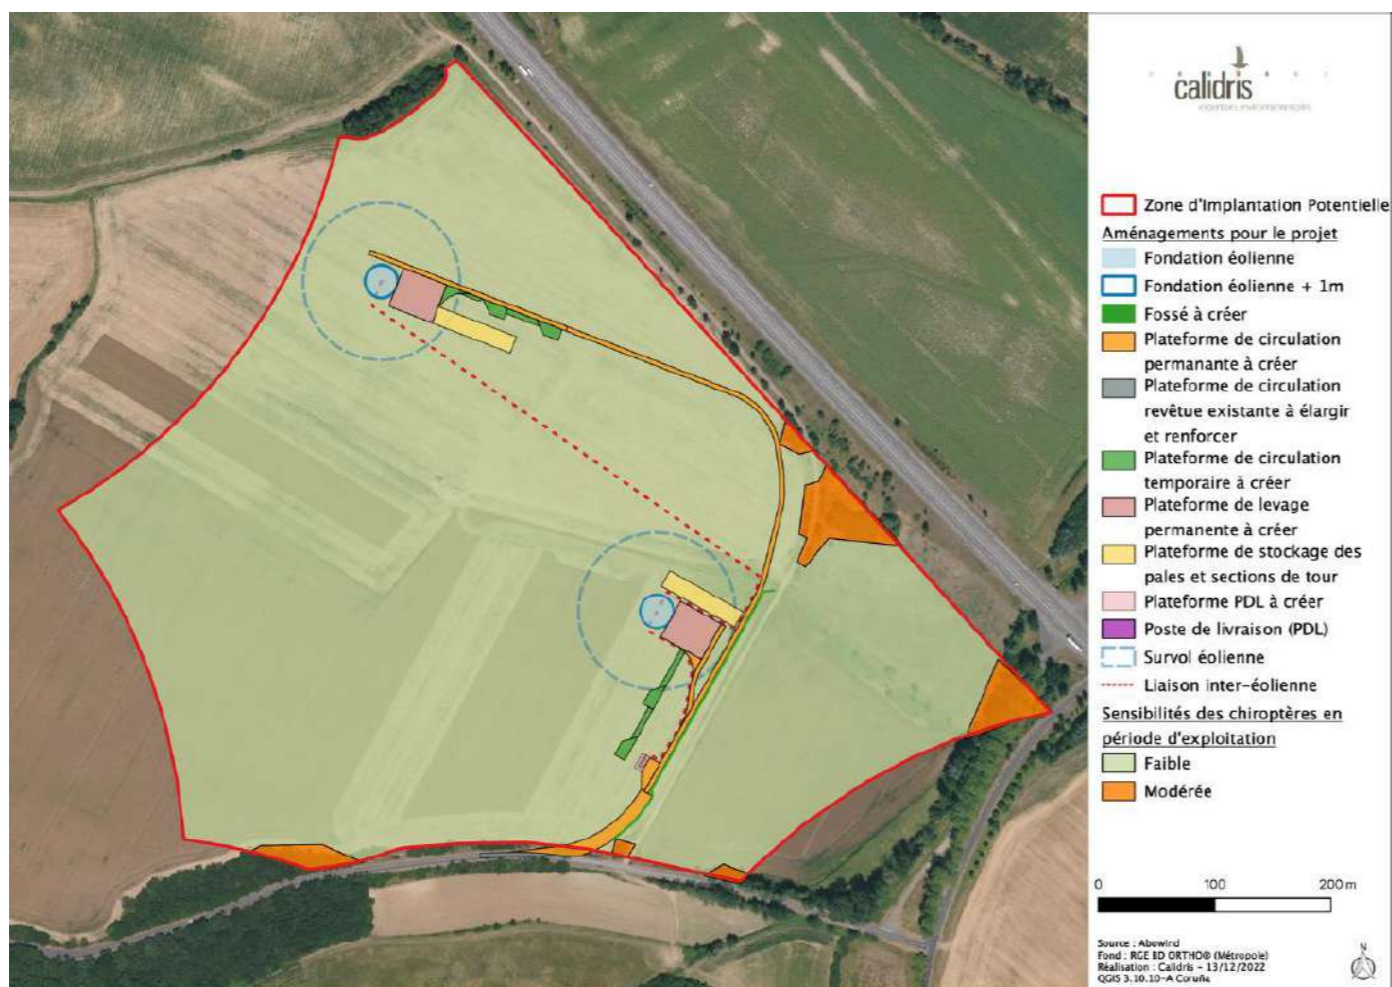 calidris
expertises environnementales
Zone d'Implantation Potentielle
Aménagements pour le projet
Fondation éolienne
Fondation éolienne + 1m
Fossé à créer
Plateforme de circulation
permanante à créer
Plateforme de circulation
revêtue existante à élargir
et renforcer
Plateforme de circulation
temporaire à créer
Plateforme de levage
permanente à créer
Plateforme de stockage des
pales et sections de tour
Plateforme PDL à créer
Poste de livraison (PDL)
Survol éolienne
Liaison inter-éolienne
Sensibilités des chiroptères en
période d'exploitation
Faible
Modérée
0 100 200 m
Source : Abowind
Fond : RGE BD ORTHO® (Métropole)
Réalisation : Calidris - 13/12/2022
QGIS 3.10.10-A Coruña
N